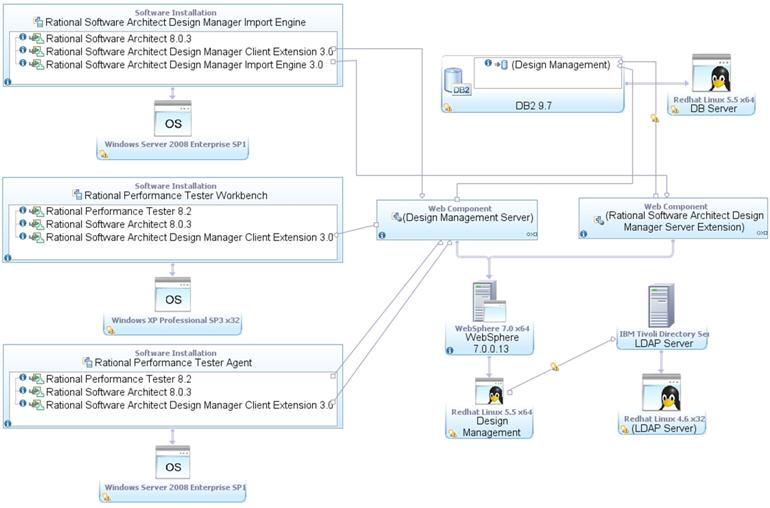 Software Installation
Rational Software Architect Design Manager Import Engine
Rational Software Architect 8.0.3
Rational Software Architect Design Manager Client Extension 3.0
Rational Software Architect Design Manager Import Engine 3.0
OS
Windows Server 2008 Enterprise SP1
(Design Management)
DB2
DB2 9.7
Redhat Linux 5.5 x64
DB Server
Software Installation
Rational Performance Tester Workbench
Rational Performance Tester 8.2
Rational Software Architect 8.0.3
Rational Software Architect Design Manager Client Extension 3.0
OS
Windows XP Professional SP3 x32
Web Component
(Design Management Server)
Web Component
(Rational Software Architect Design
Manager Server Extension)
WebSphere 7.0 x64
WebSphere
7.0.0.13
IBM Tivoli Directory Ser
LDAP Server
Redhat Linux 5.5 x64
Design
Management
Redhat Linux 4.6 x32
(LDAP Server)
Software Installation
Rational Performance Tester Agent
Rational Performance Tester 8.2
Rational Software Architect 8.0.3
Rational Software Architect Design Manager Client Extension 3.0
OS
Windows Server 2008 Enterprise SP1